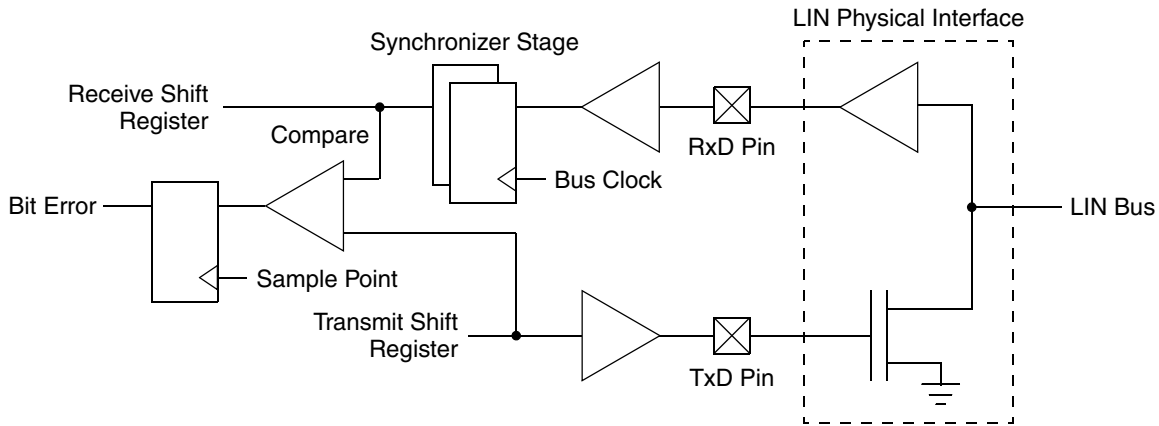 LIN Physical Interface
Synchronizer Stage
Receive Shift
Register
Compare
RxD Pin
Bus Clock
Bit Error
LIN Bus
Sample Point
Transmit Shift
Register
TxD Pin